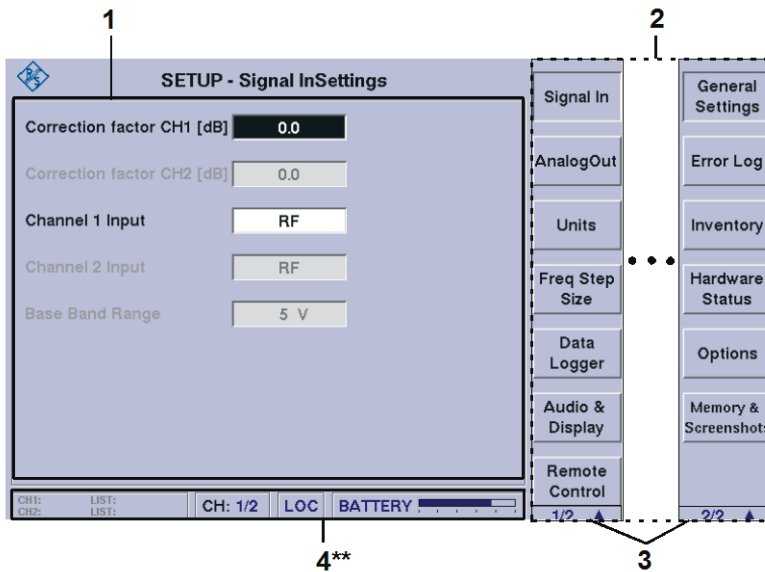 1
2
SETUP - Signal InSettings
Correction factor CH1 [dB] 0.0
Correction factor CH2 [dB] 0.0
Channel 1 Input RF
Channel 2 Input RF
Base Band Range 5 V
CH1: LIST:
CH2: LIST:
CH: 1/2 LOC BATTERY
Signal In
AnalogOut
Units
Freq Step
Size
Data
Logger
Audio &
Display
Remote
Control
1/2
General
Settings
Error Log
Inventory
Hardware
Status
Options
Memory &
Screenshots
2/2
4**
3